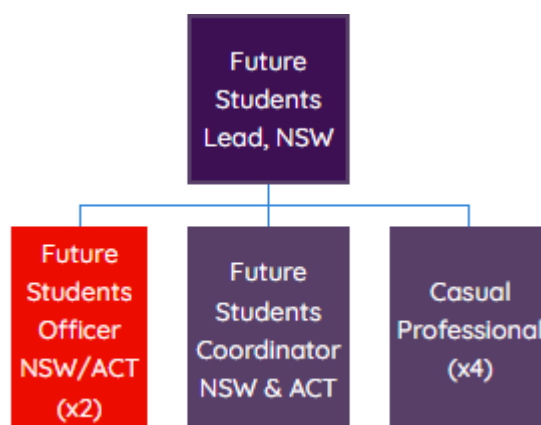 Future
Students
Lead, NSW
Future
Students
Officer
NSW/ACT
(x2)
Future
Students
Coordinator
NSW & ACT
Casual
Professional
(x4)